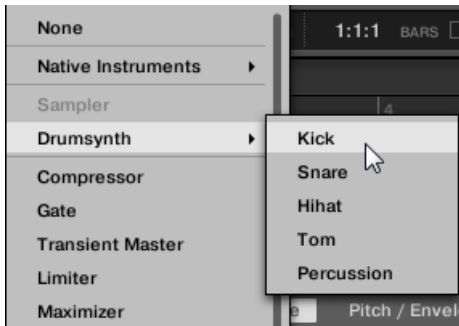 None
1:1:1 BARS
Native Instruments
Sampler
4
Drumsynth
Kick
Compressor
Snare
Gate
Hihat
Transient Master
Tom
Limiter
Percussion
Maximizer
Pitch / Envel